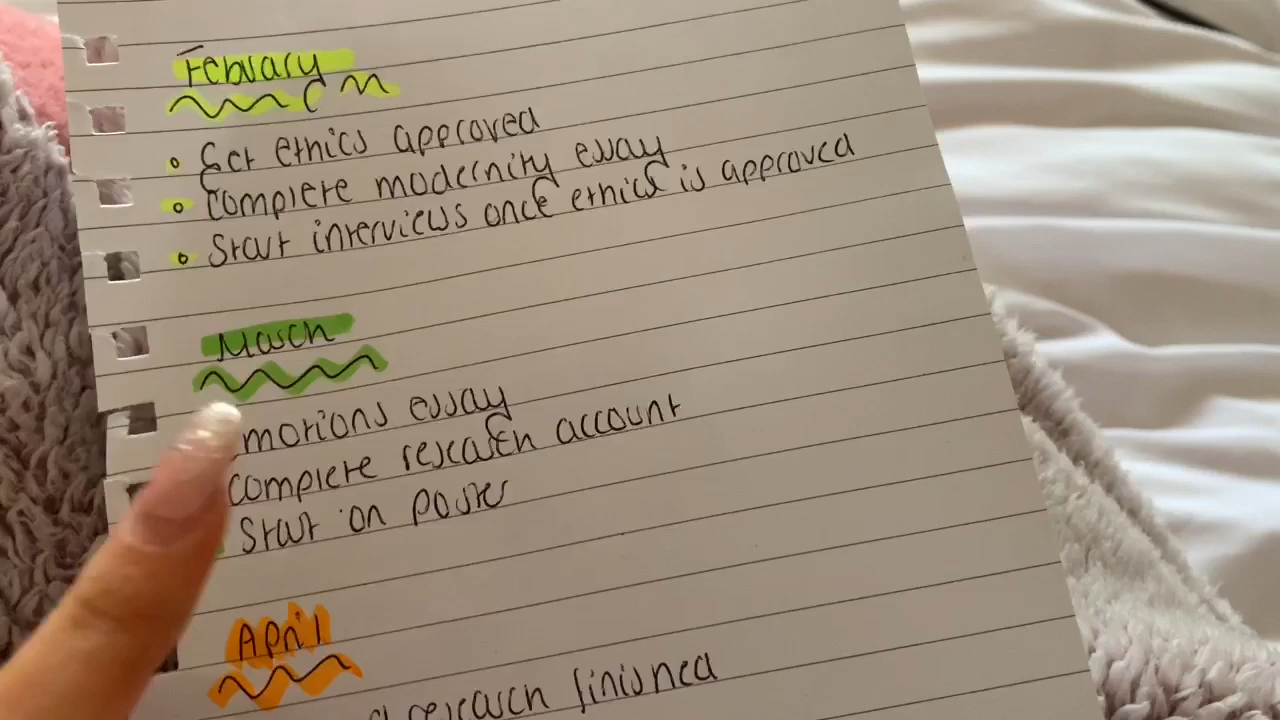 February
Get ethics approved
Complete modernity essay
Start interviews once ethics is approved
March
motions essay
complete research account
Start on poster
April
research finished